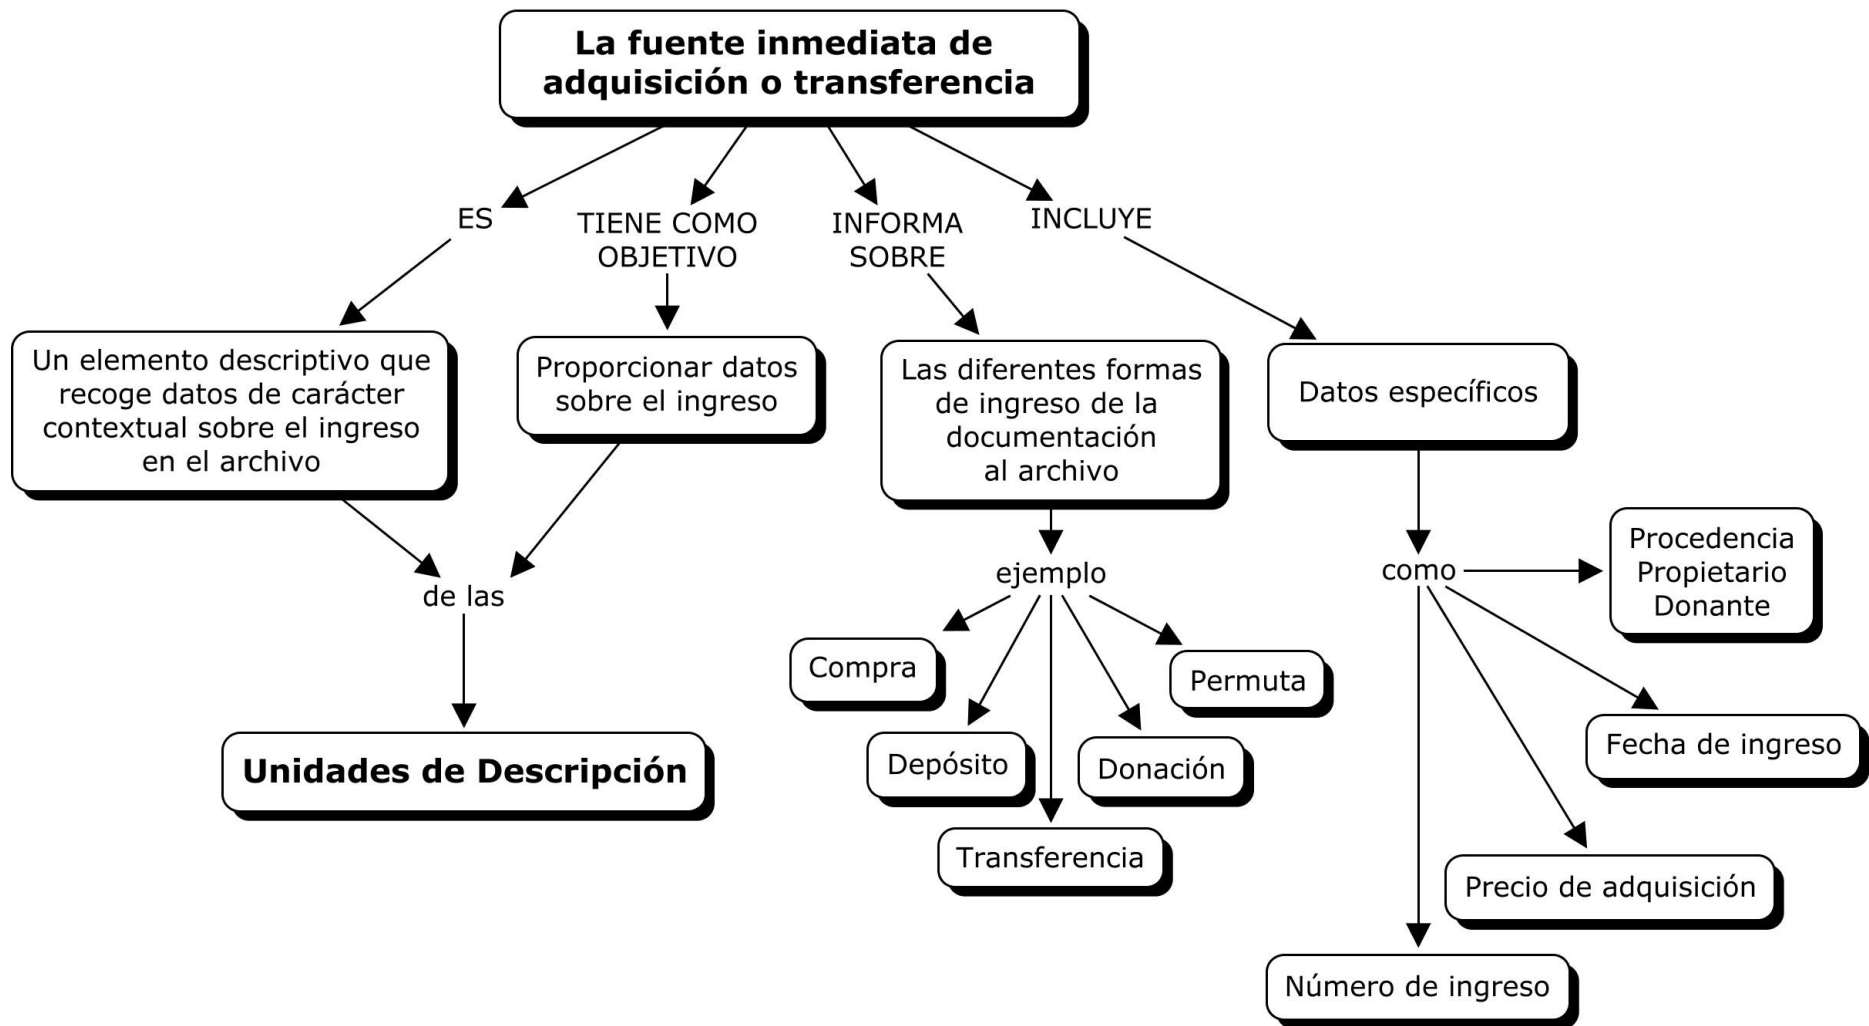 La fuente inmediata de
adquisición o transferencia
ES
TIENE COMO
OBJETIVO
INFORMA
SOBRE
INCLUYE
Un elemento descriptivo que
recoge datos de carácter
contextual sobre el ingreso
en el archivo
Proporcionar datos
sobre el ingreso
Las diferentes formas
de ingreso de la
documentación
al archivo
Datos específicos
de las
Unidades de Descripción
ejemplo
Compra
Depósito
Transferencia
Donación
Permuta
como
Procedencia
Propietario
Donante
Fecha de ingreso
Precio de adquisición
Número de ingreso